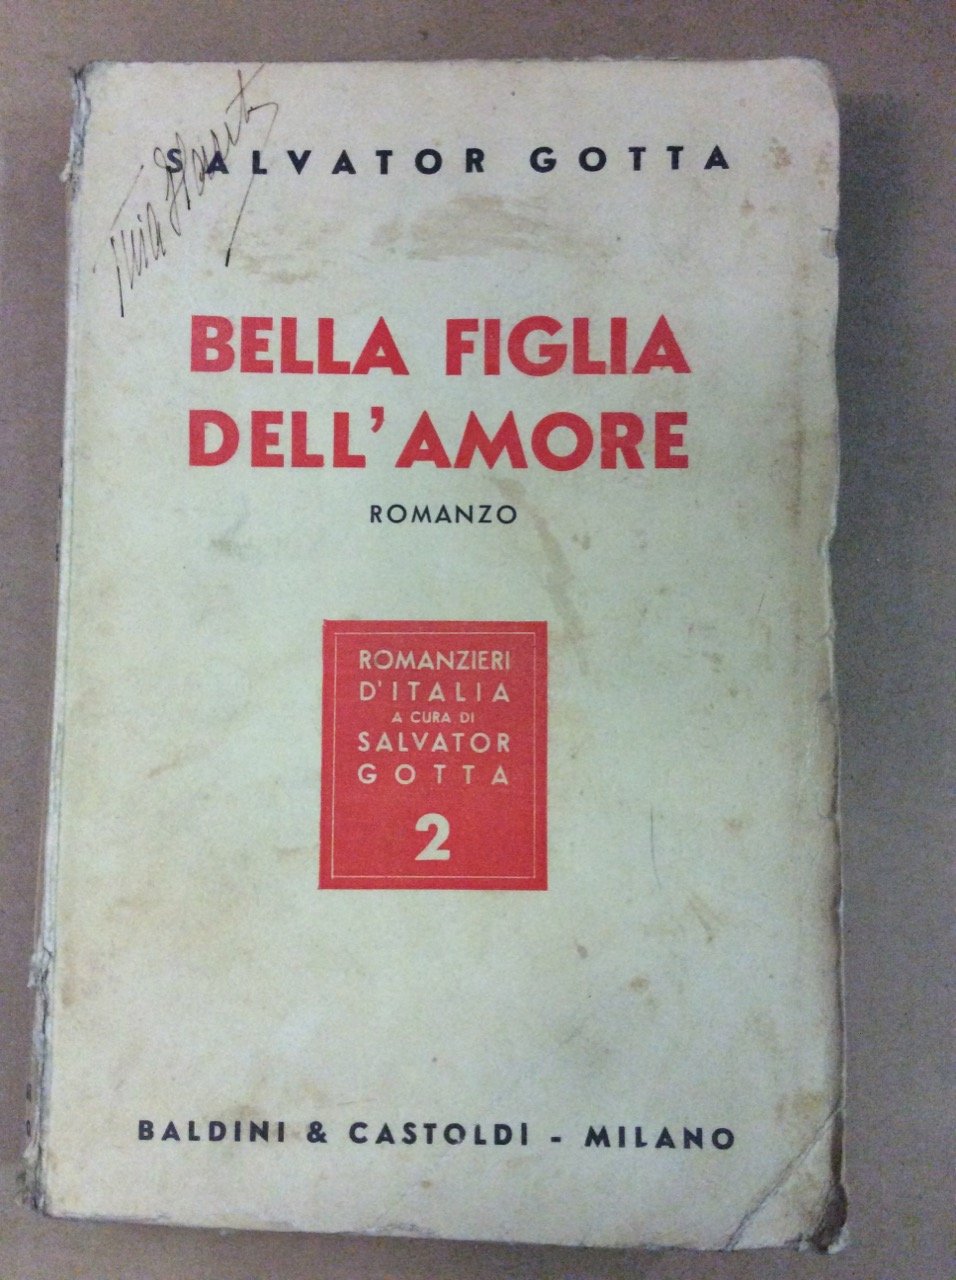 SALVATOR GOTTA
BELLA FIGLIA
DELL'AMORE
ROMANZO
ROMANZIERI
D'ITALIA
A CURA DI
SALVATOR
GOTTA
2
BALDINI & CASTOLDI - MILANO